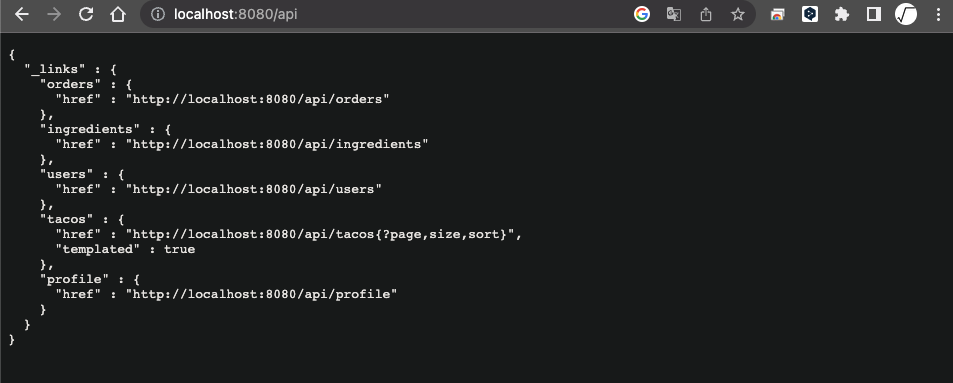 localhost:8080/api
{
  "_links" : {
    "orders" : {
      "href" : "http://localhost:8080/api/orders"
    },
    "ingredients" : {
      "href" : "http://localhost:8080/api/ingredients"
    },
    "users" : {
      "href" : "http://localhost:8080/api/users"
    },
    "tacos" : {
      "href" : "http://localhost:8080/api/tacos{?page,size,sort}",
      "templated" : true
    },
    "profile" : {
      "href" : "http://localhost:8080/api/profile"
    }
  }
}